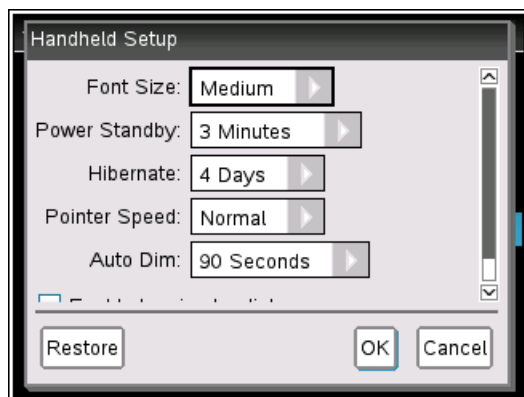 Handheld Setup
Font Size: Medium
Power Standby: 3 Minutes
Hibernate: 4 Days
Pointer Speed: Normal
Auto Dim: 90 Seconds
Restore OK Cancel